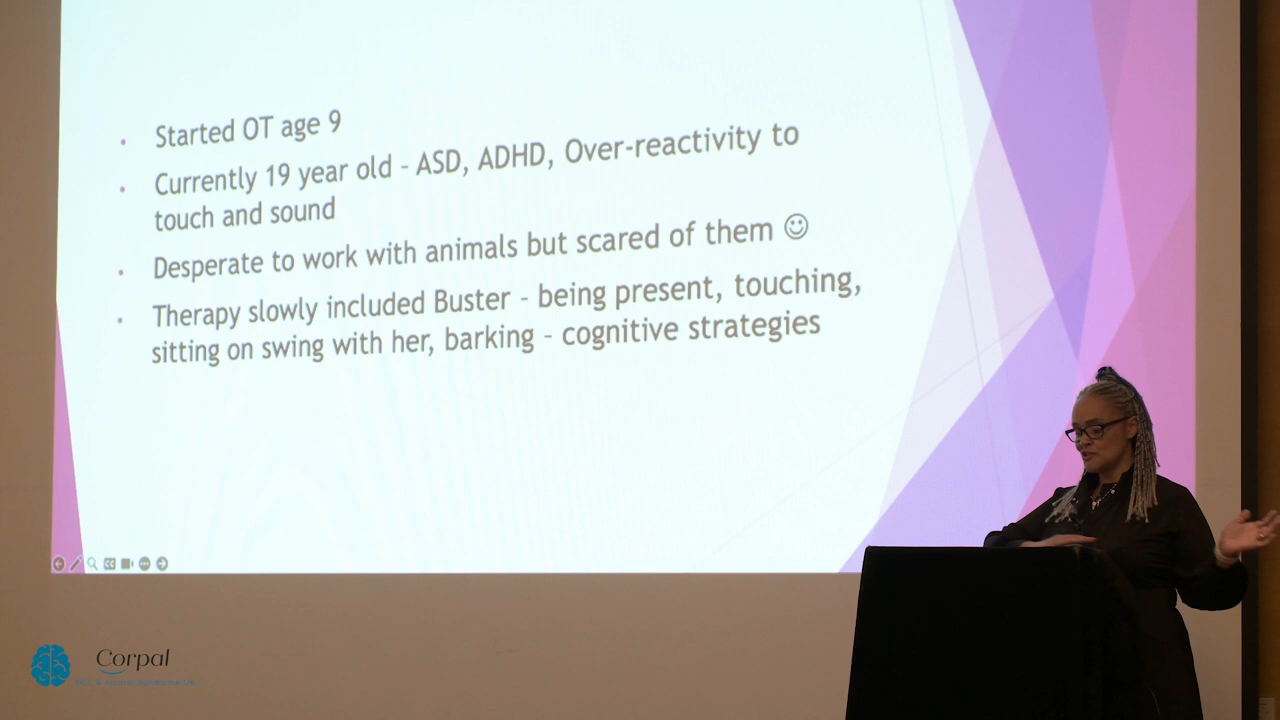 Started OT age 9
Currently 19 year old - ASD, ADHD, Over-reactivity to
touch and sound
Desperate to work with animals but scared of them ☺
Therapy slowly included Buster - being present, touching,
sitting on swing with her, barking - cognitive strategies
Corpal